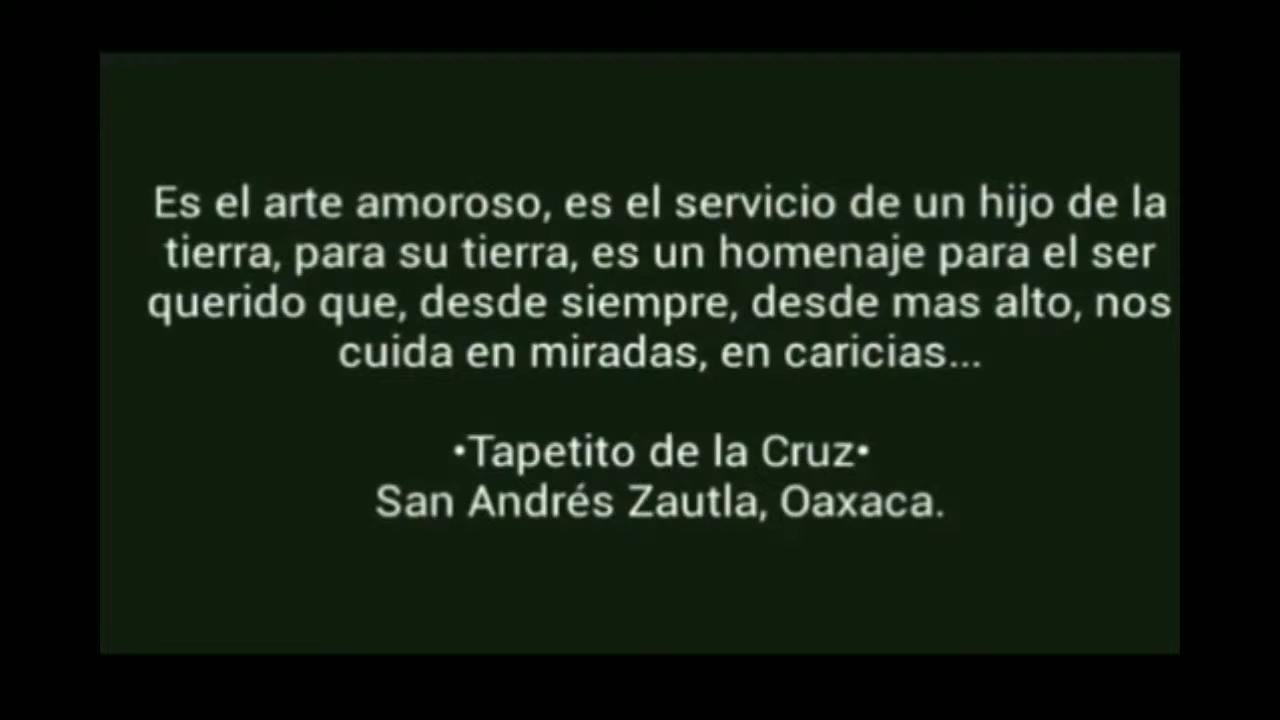 Es el arte amoroso, es el servicio de un hijo de la
tierra, para su tierra, es un homenaje para el ser
querido que, desde siempre, desde mas alto, nos
cuida en miradas, en caricias...
•Tapetito de la Cruz•
San Andrés Zautla, Oaxaca.